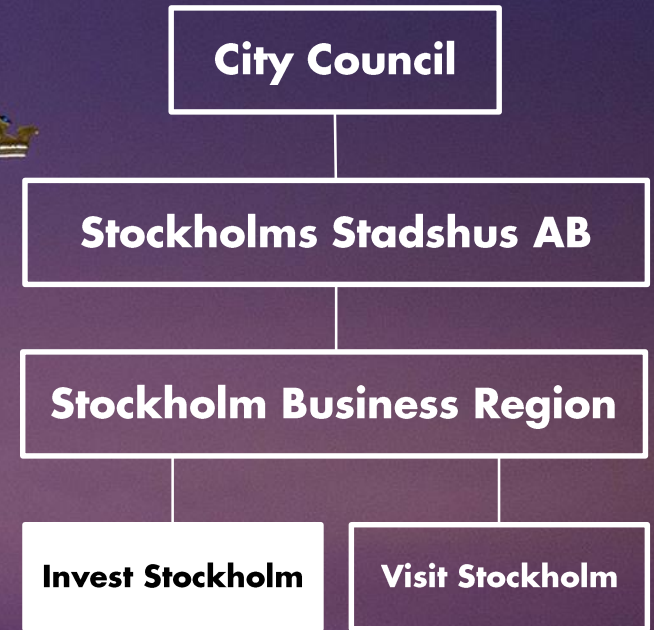 City Council
Stockholms Stadshus AB
Stockholm Business Region
Invest Stockholm
Visit Stockholm